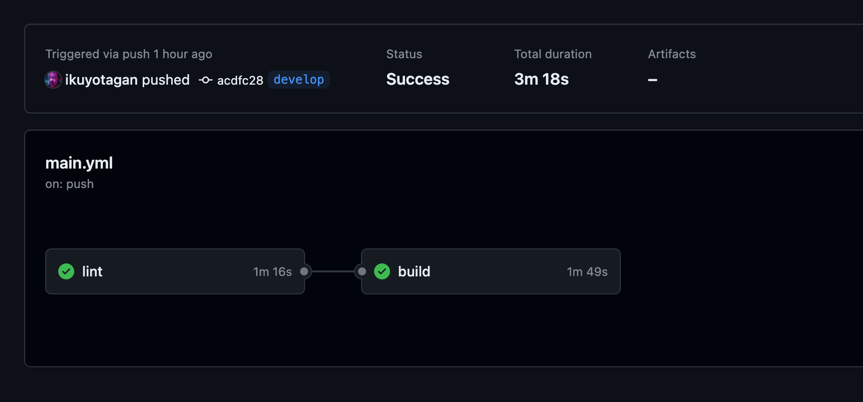 Triggered via push 1 hour ago
ikuyotagan pushed acdfc28 develop
Status
Success
Total duration
3m 18s
Artifacts
–
main.yml
on: push
lint 1m 16s
build 1m 49s